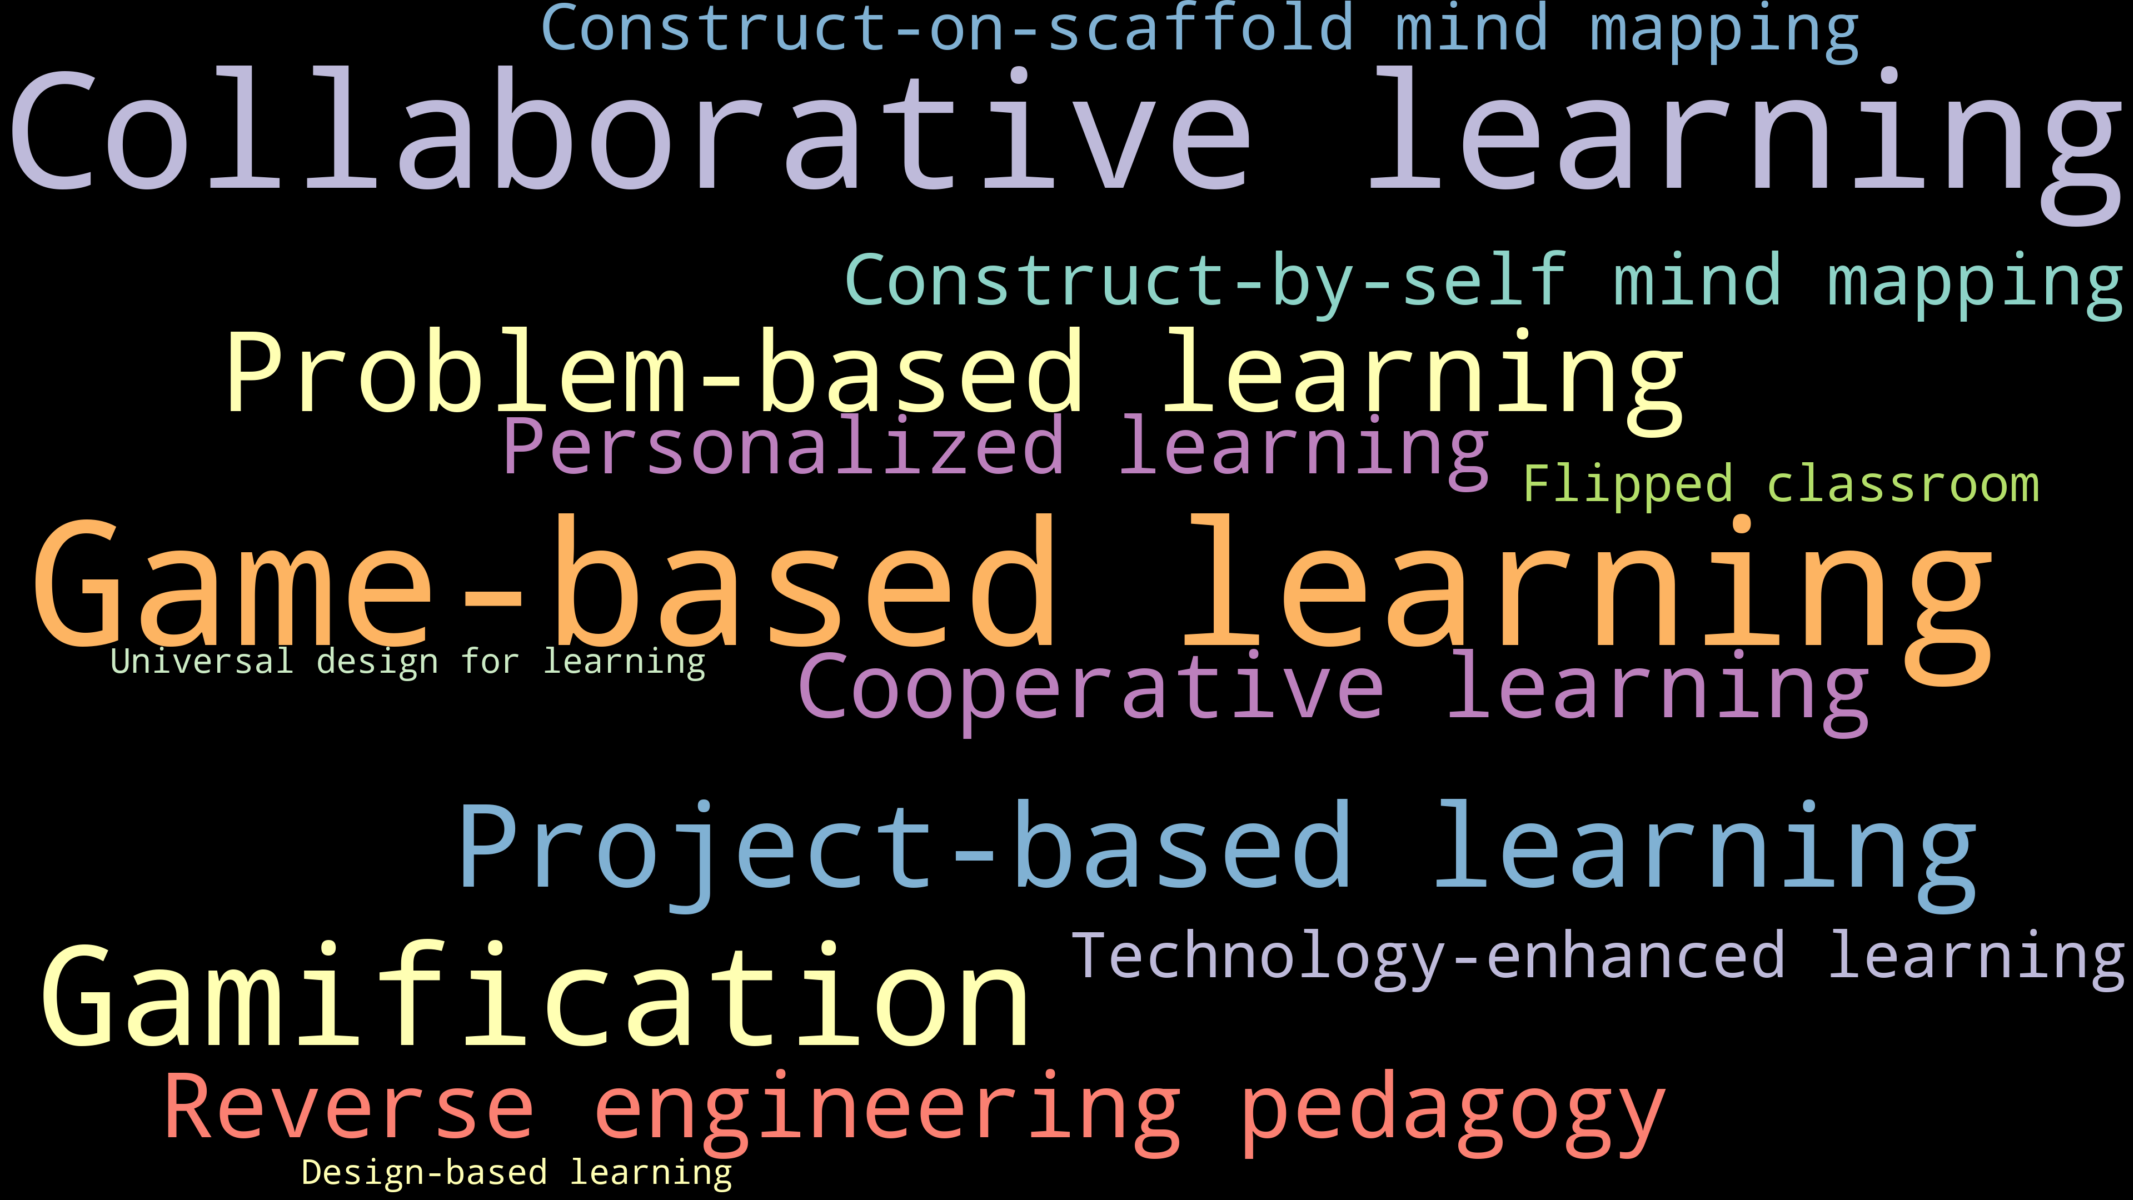 Construct-on-scaffold mind mapping
Collaborative learning
Construct-by-self mind mapping
Problem-based learning
Personalized learning
Flipped classroom
Game-based learning
Universal design for learning
Cooperative learning
Project-based learning
Technology-enhanced learning
Gamification
Reverse engineering pedagogy
Design-based learning